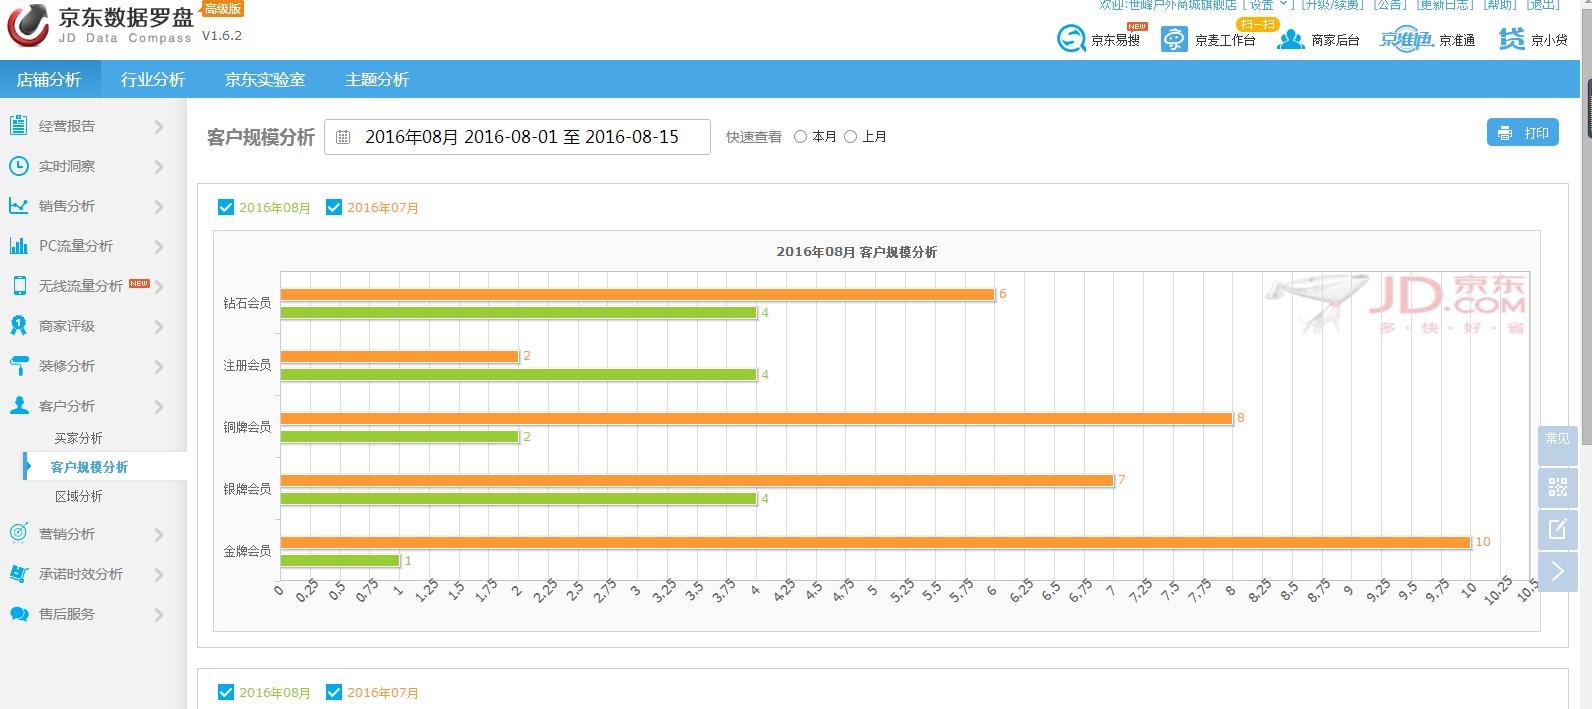 京东数据罗盘 高级版
JD Data Compass V1.6.2
欢迎:世峰户外商城旗舰店 [ 设置 ] [升级/续费] [公告] [更新日志] [帮助] [退出]
京东易搜 NEW 京麦工作台 扫一扫 商家后台 京准通 京准通 贷 京小贷
店铺分析 行业分析 京东实验室 主题分析
经营报告
实时洞察
销售分析
PC流量分析
无线流量分析 NEW
商家评级
装修分析
客户分析
买家分析
客户规模分析
区域分析
营销分析
承诺时效分析
售后服务
客户规模分析 2016年08月 2016-08-01 至 2016-08-15 快速查看 本月 上月 打印
2016年08月 2016年07月
2016年08月 客户规模分析
京东
JD.COM
多·快·好·省
钻石会员 6 4
注册会员 2 4
铜牌会员 8 2
银牌会员 7 4
金牌会员 10 1
0 0.25 0.5 0.75 1 1.25 1.5 1.75 2 2.25 2.5 2.75 3 3.25 3.5 3.75 4 4.25 4.5 4.75 5 5.25 5.5 5.75 6 6.25 6.5 6.75 7 7.25 7.5 7.75 8 8.25 8.5 8.75 9 9.25 9.5 9.75 10 10.25 10.5
常见
2016年08月 2016年07月